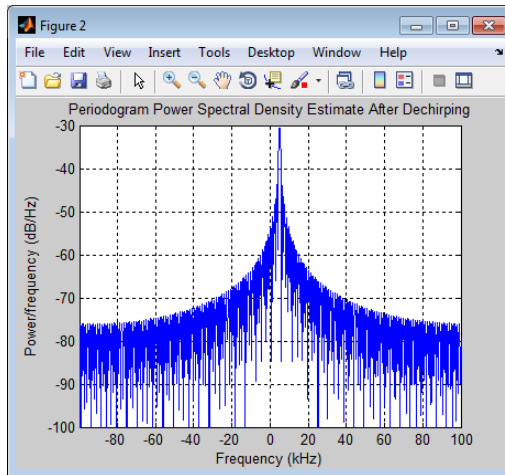 Figure 2
File Edit View Insert Tools Desktop Window Help
Periodogram Power Spectral Density Estimate After Dechirping
Power/frequency (dB/Hz)
-30
-40
-50
-60
-70
-80
-90
-100
-80 -60 -40 -20 0 20 40 60 80 100
Frequency (kHz)